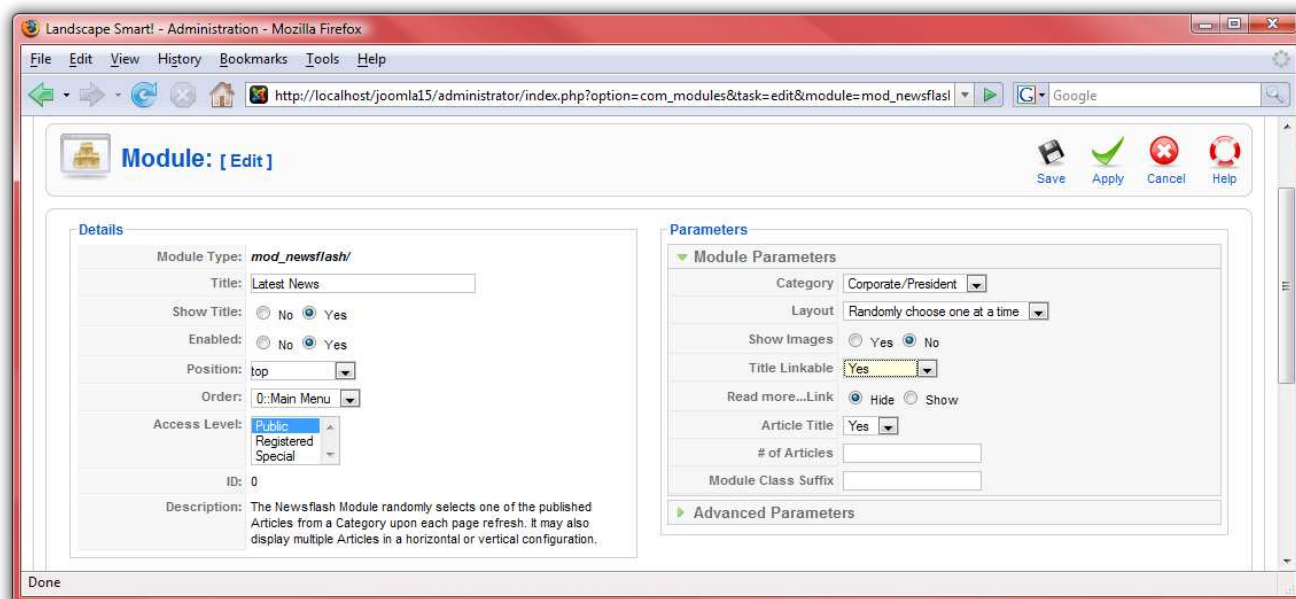 Landscape Smart! - Administration - Mozilla Firefox
File Edit View History Bookmarks Tools Help
http://localhost/joomla15/administrator/index.php?option=com_modules&task=edit&module=mod_newsflasl
G Google
Module: [ Edit ]
Save Apply Cancel Help
Details
Module Type: mod_newsflash/
Title: Latest News
Show Title: No Yes
Enabled: No Yes
Position: top
Order: 0::Main Menu
Access Level: Public
Registered
Special
ID: 0
Description: The Newsflash Module randomly selects one of the published
Articles from a Category upon each page refresh. It may also
display multiple Articles in a horizontal or vertical configuration.
Parameters
Module Parameters
Category Corporate/President
Layout Randomly choose one at a time
Show Images Yes No
Title Linkable Yes
Read more...Link Hide Show
Article Title Yes
# of Articles
Module Class Suffix
Advanced Parameters
Done